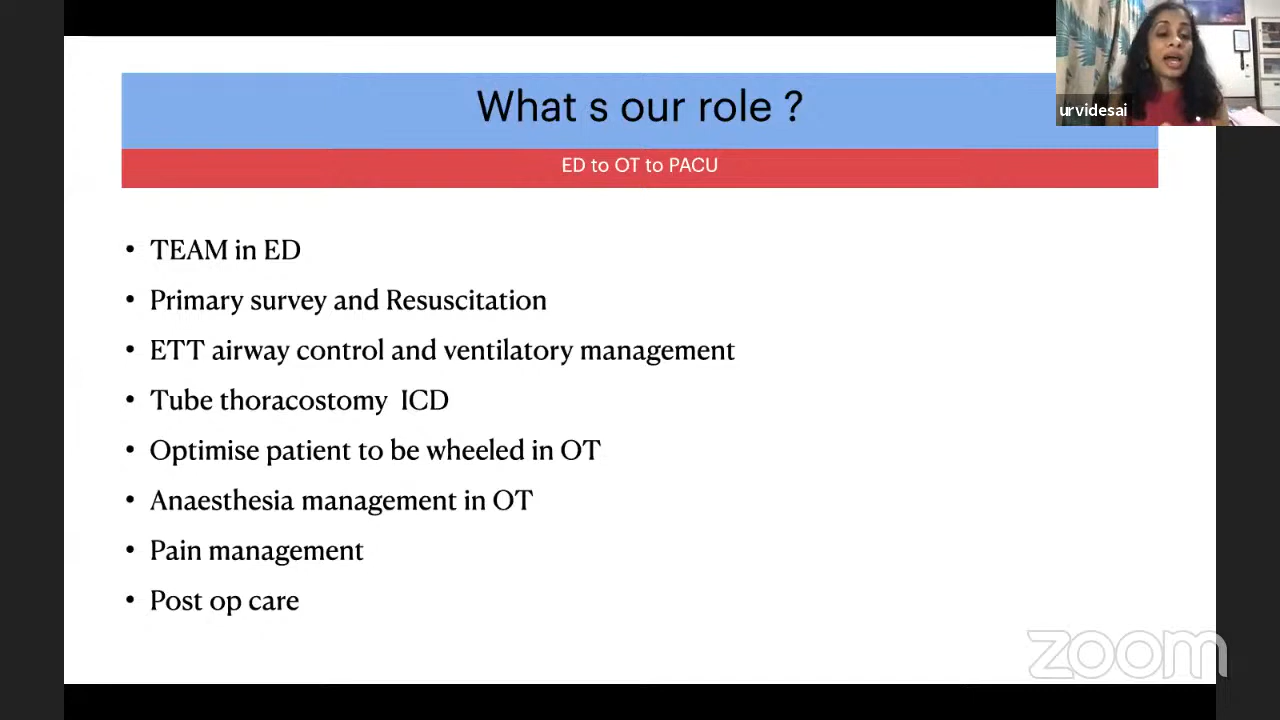 What s our role ?
urvidesai
ED to OT to PACU
• TEAM in ED
• Primary survey and Resuscitation
• ETT airway control and ventilatory management
• Tube thoracostomy ICD
• Optimise patient to be wheeled in OT
• Anaesthesia management in OT
• Pain management
• Post op care
zoom